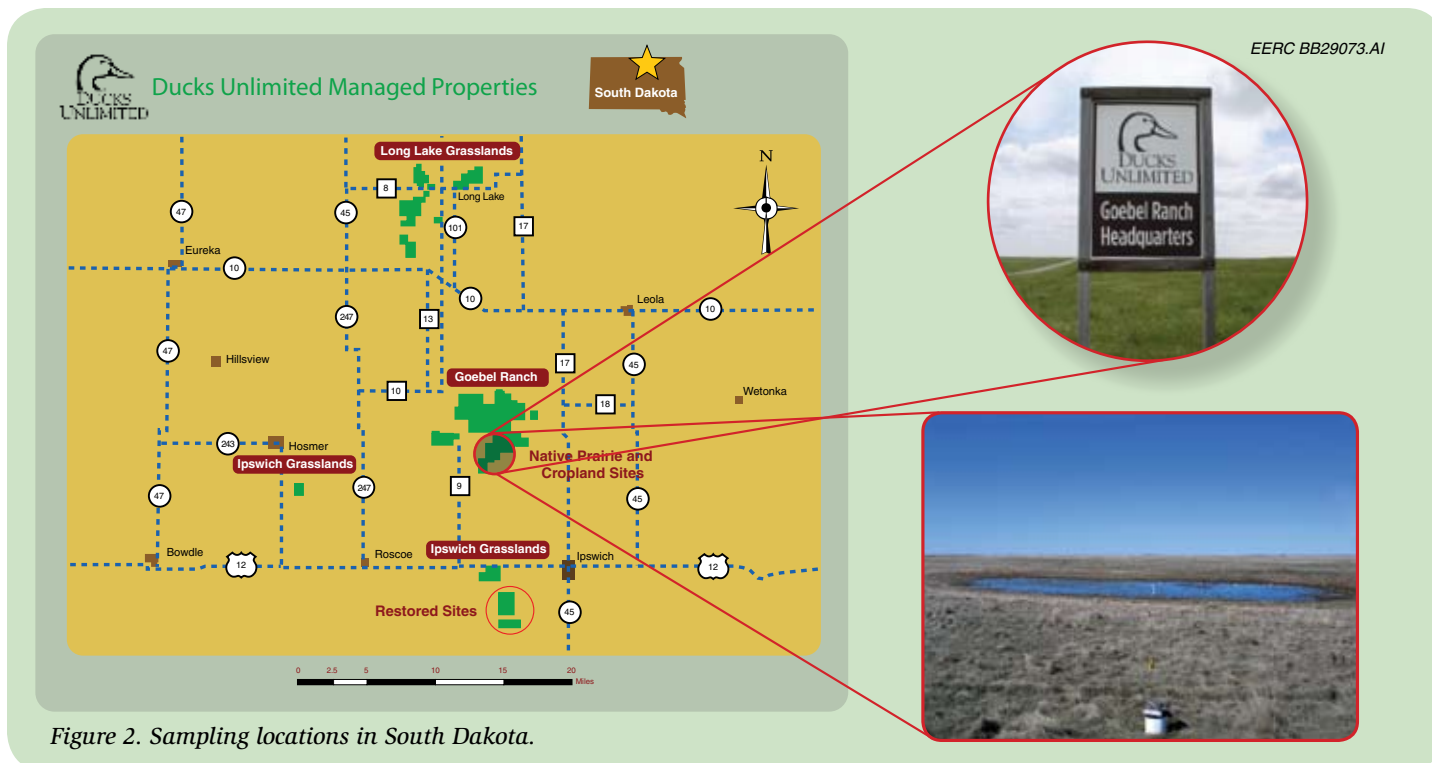 EERC BB29073.AI
DUCKS
UNLIMITED
Ducks Unlimited Managed Properties
South Dakota
Long Lake Grasslands
N
8
Long Lake
47
45
101
17
Eureka
10
10
Leola
10
247
13
47
Hillsview
17
45
Goebel Ranch
10
18
Wetonka
243
Hosmer
Ipswich Grasslands
Native Prairie and
Cropland Sites
47
247
9
45
Bowdle
12
Roscoe
Ipswich Grasslands
Ipswich
12
Restored Sites
45
0 2.5 5 10 15 20
Miles
DUCKS
UNLIMITED
Goebel Ranch
Headquarters
Figure 2. Sampling locations in South Dakota.